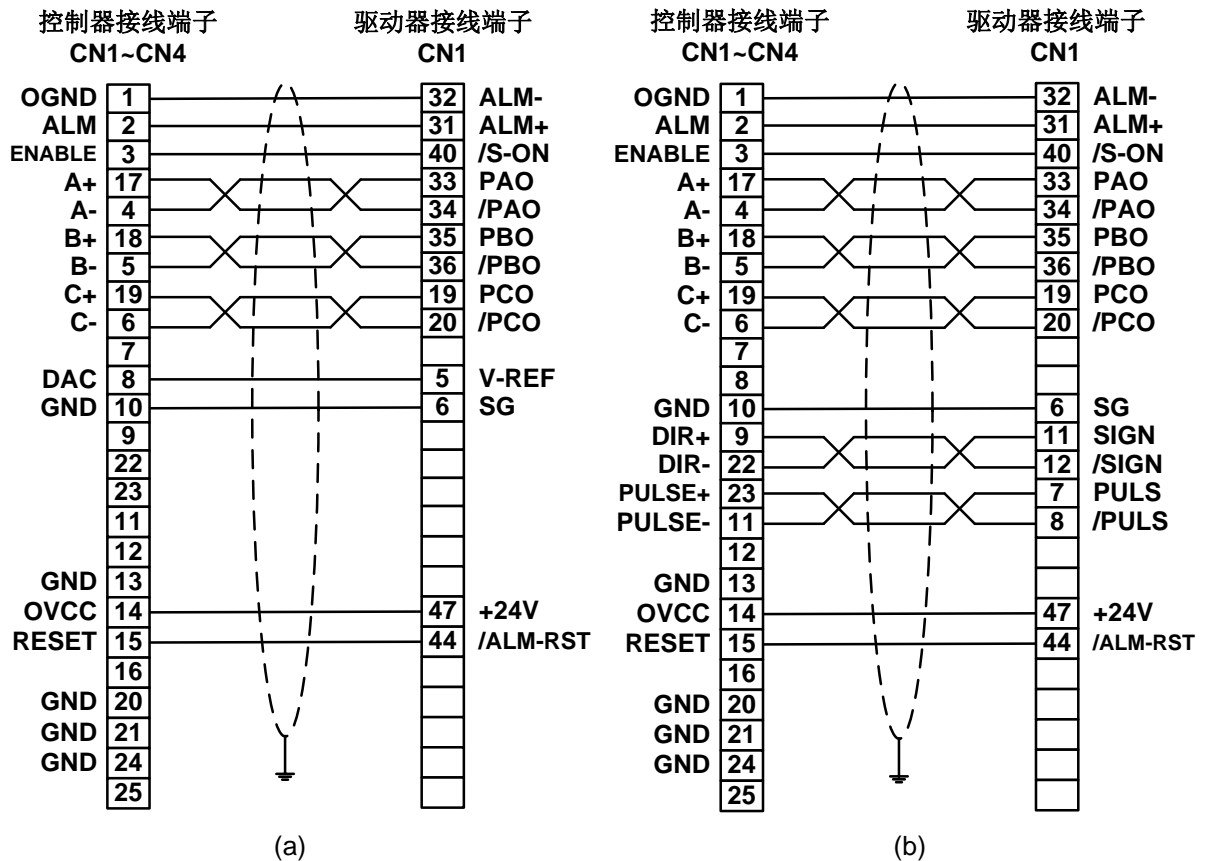 控制器接线端子 驱动器接线端子
CN1~CN4 CN1
OGND 1 32 ALM-
ALM 2 31 ALM+
ENABLE 3 40 /S-ON
A+ 17 33 PAO
A- 4 34 /PAO
B+ 18 35 PBO
B- 5 36 /PBO
C+ 19 19 PCO
C- 6 20 /PCO
7
DAC 8 5 V-REF
GND 10 6 SG
9
22
23
11
12
GND 13
OVCC 14 47 +24V
RESET 15 44 /ALM-RST
16
GND 20
GND 21
GND 24
25
(a)
控制器接线端子 驱动器接线端子
CN1~CN4 CN1
OGND 1 32 ALM-
ALM 2 31 ALM+
ENABLE 3 40 /S-ON
A+ 17 33 PAO
A- 4 34 /PAO
B+ 18 35 PBO
B- 5 36 /PBO
C+ 19 19 PCO
C- 6 20 /PCO
7
8
GND 10 6 SG
DIR+ 9 11 SIGN
DIR- 22 12 /SIGN
PULSE+ 23 7 PULS
PULSE- 11 8 /PULS
12
GND 13
OVCC 14 47 +24V
RESET 15 44 /ALM-RST
16
GND 20
GND 21
GND 24
25
(b)